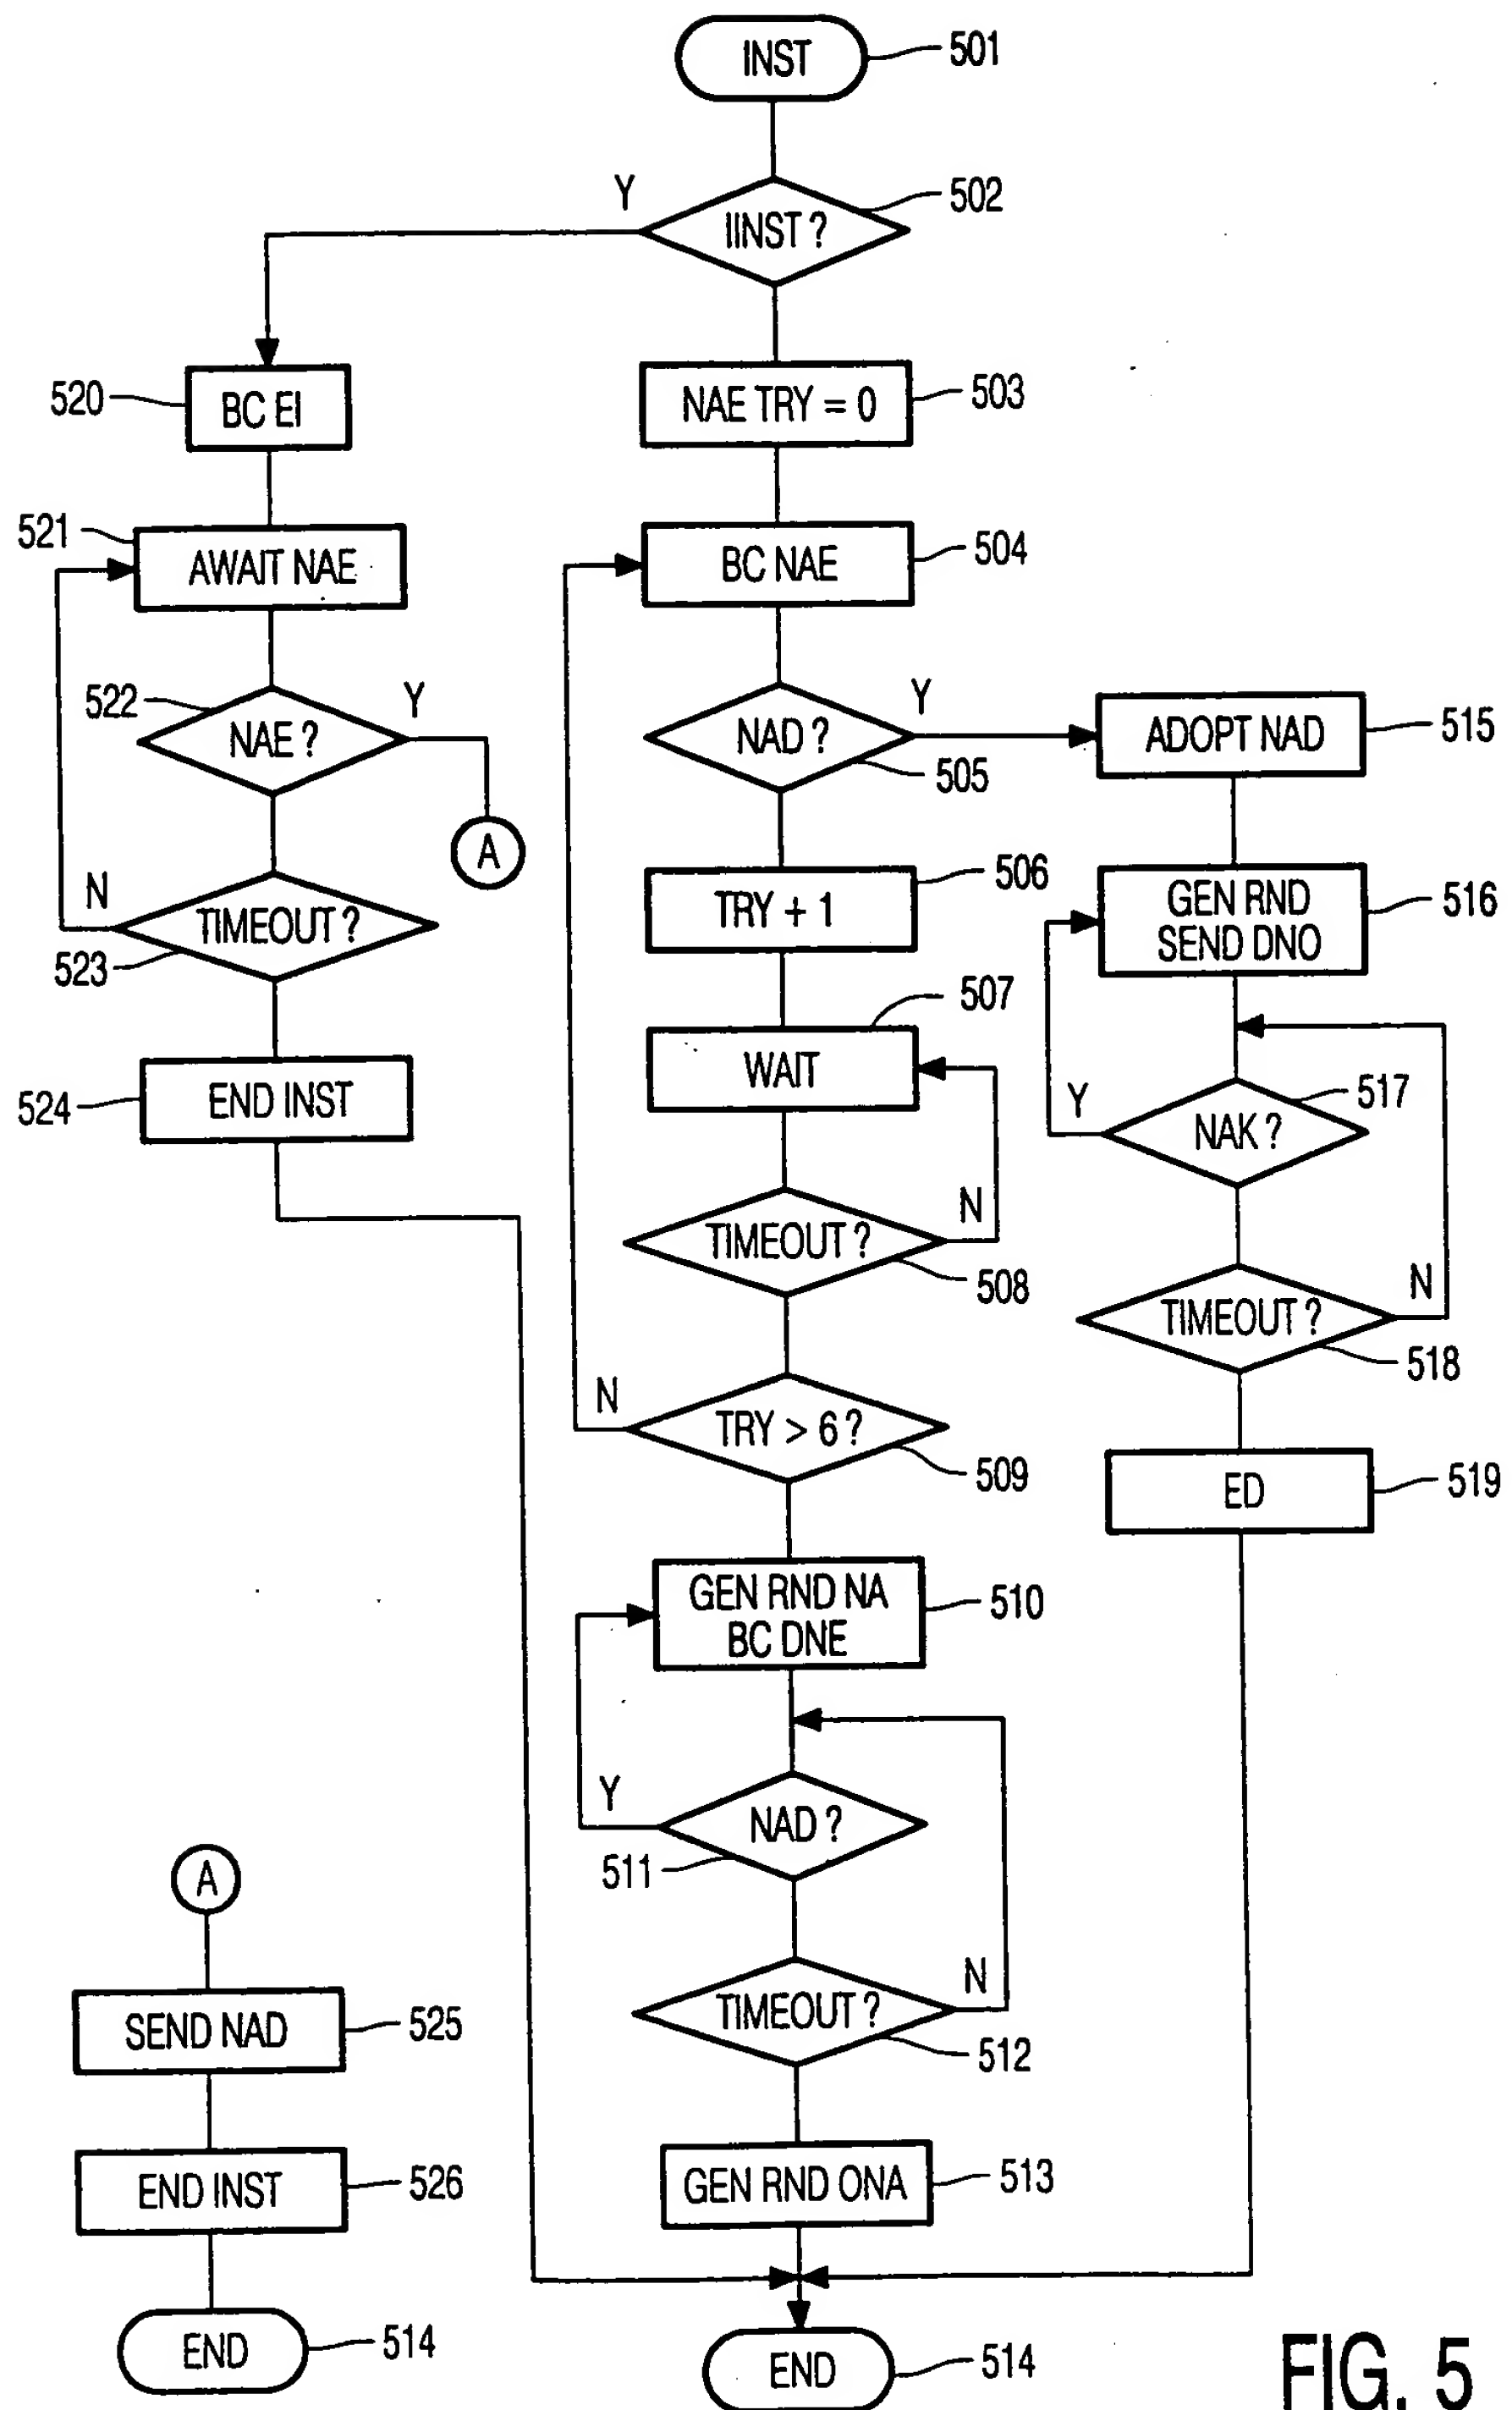 INST
501
Y
IINST ?
502
520
BC EI
NAE TRY = 0
503
521
AWAIT NAE
BC NAE
504
522
NAE ?
Y
A
N
TIMEOUT ?
523
524
END INST
NAD ?
Y
505
ADOPT NAD
515
TRY + 1
506
GEN RND
SEND DNO
516
507
WAIT
Y
NAK ?
517
TIMEOUT ?
N
508
TIMEOUT ?
N
518
N
TRY > 6 ?
509
ED
519
GEN RND NA
BC DNE
510
Y
NAD ?
511
A
TIMEOUT ?
N
512
SEND NAD
525
GEN RND ONA
513
END INST
526
END
514
END
514
FIG. 5